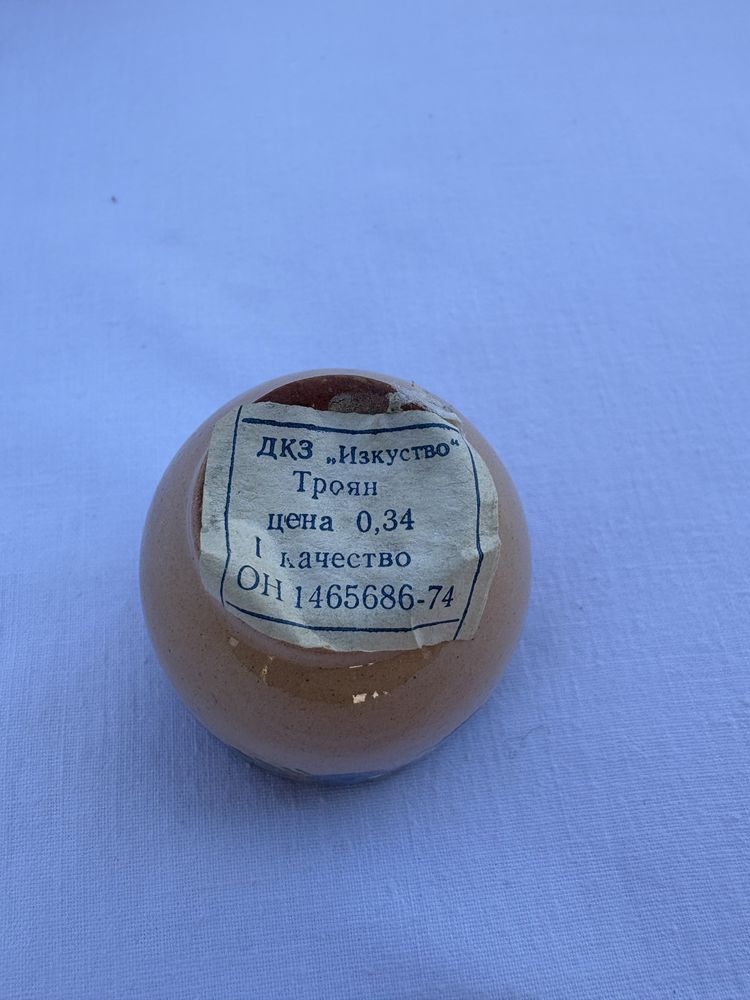 ДКЗ „Изкуство“
Троян
цена 0,34
I качество
ОН 1465686-74